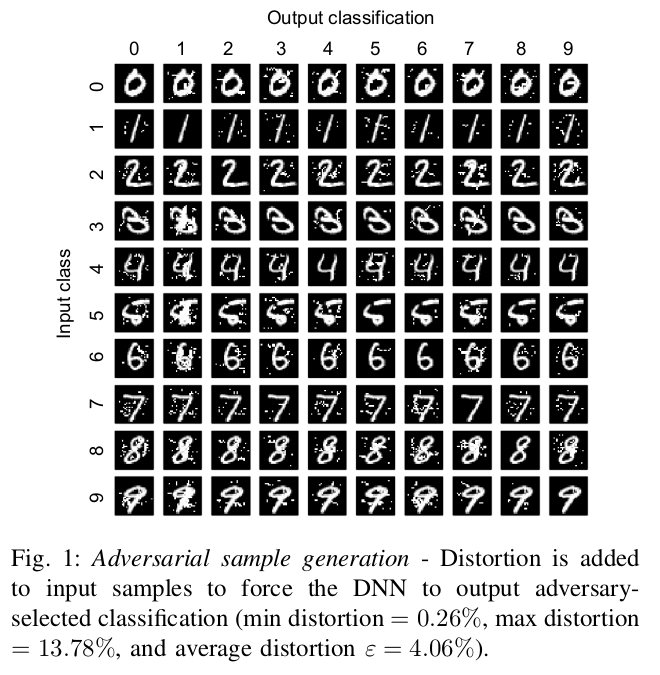 Output classification
0 1 2 3 4 5 6 7 8 9
Input class
0
1
2
3
4
5
6
7
8
9
Fig. 1: Adversarial sample generation - Distortion is added
to input samples to force the DNN to output adversary-
selected classification (min distortion = 0.26%, max distortion
= 13.78%, and average distortion ε = 4.06%).